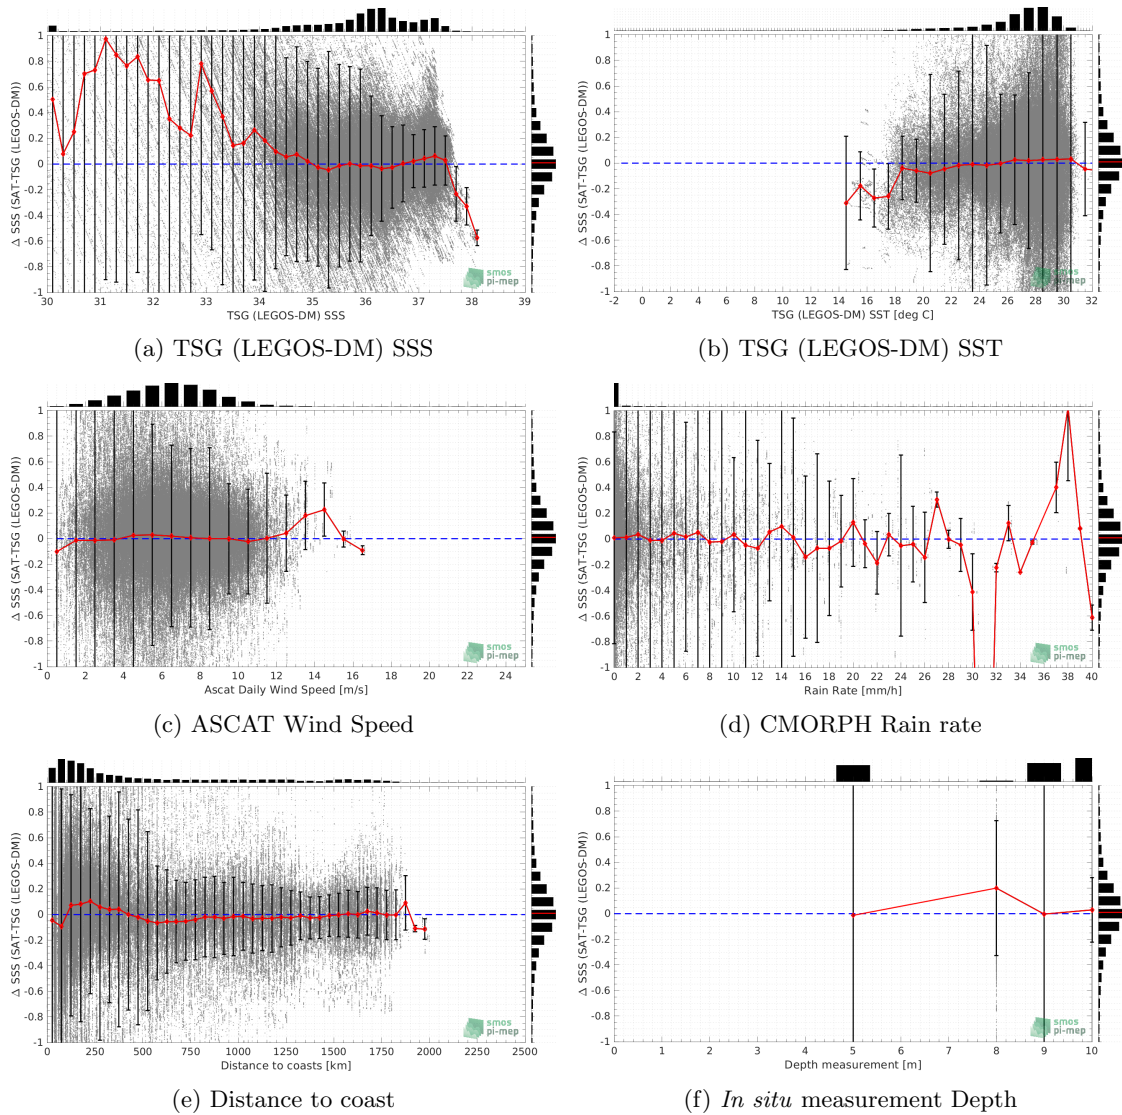 1
0.8
0.6
0.4
0.2
0
-0.2
-0.4
-0.6
-0.8
-1
Δ SSS (SAT-TSG (LEGOS-DM))
30 31 32 33 34 35 36 37 38 39
TSG (LEGOS-DM) SSS
smos
pi-mep
(a) TSG (LEGOS-DM) SSS
1
0.8
0.6
0.4
0.2
0
-0.2
-0.4
-0.6
-0.8
-1
Δ SSS (SAT-TSG (LEGOS-DM))
-2 0 2 4 6 8 10 12 14 16 18 20 22 24 26 28 30 32
TSG (LEGOS-DM) SST [deg C]
smos
pi-mep
(b) TSG (LEGOS-DM) SST
1
0.8
0.6
0.4
0.2
0
-0.2
-0.4
-0.6
-0.8
-1
Δ SSS (SAT-TSG (LEGOS-DM))
0 2 4 6 8 10 12 14 16 18 20 22 24
Ascat Daily Wind Speed [m/s]
smos
pi-mep
(c) ASCAT Wind Speed
1
0.8
0.6
0.4
0.2
0
-0.2
-0.4
-0.6
-0.8
-1
Δ SSS (SAT-TSG (LEGOS-DM))
0 2 4 6 8 10 12 14 16 18 20 22 24 26 28 30 32 34 36 38 40
Rain Rate [mm/h]
smos
pi-mep
(d) CMORPH Rain rate
1
0.8
0.6
0.4
0.2
0
-0.2
-0.4
-0.6
-0.8
-1
Δ SSS (SAT-TSG (LEGOS-DM))
0 250 500 750 1000 1250 1500 1750 2000 2250 2500
Distance to coasts [km]
smos
pi-mep
(e) Distance to coast
1
0.8
0.6
0.4
0.2
0
-0.2
-0.4
-0.6
-0.8
-1
Δ SSS (SAT-TSG (LEGOS-DM))
0 1 2 3 4 5 6 7 8 9 10
Depth measurement [m]
smos
pi-mep
(f) In situ measurement Depth